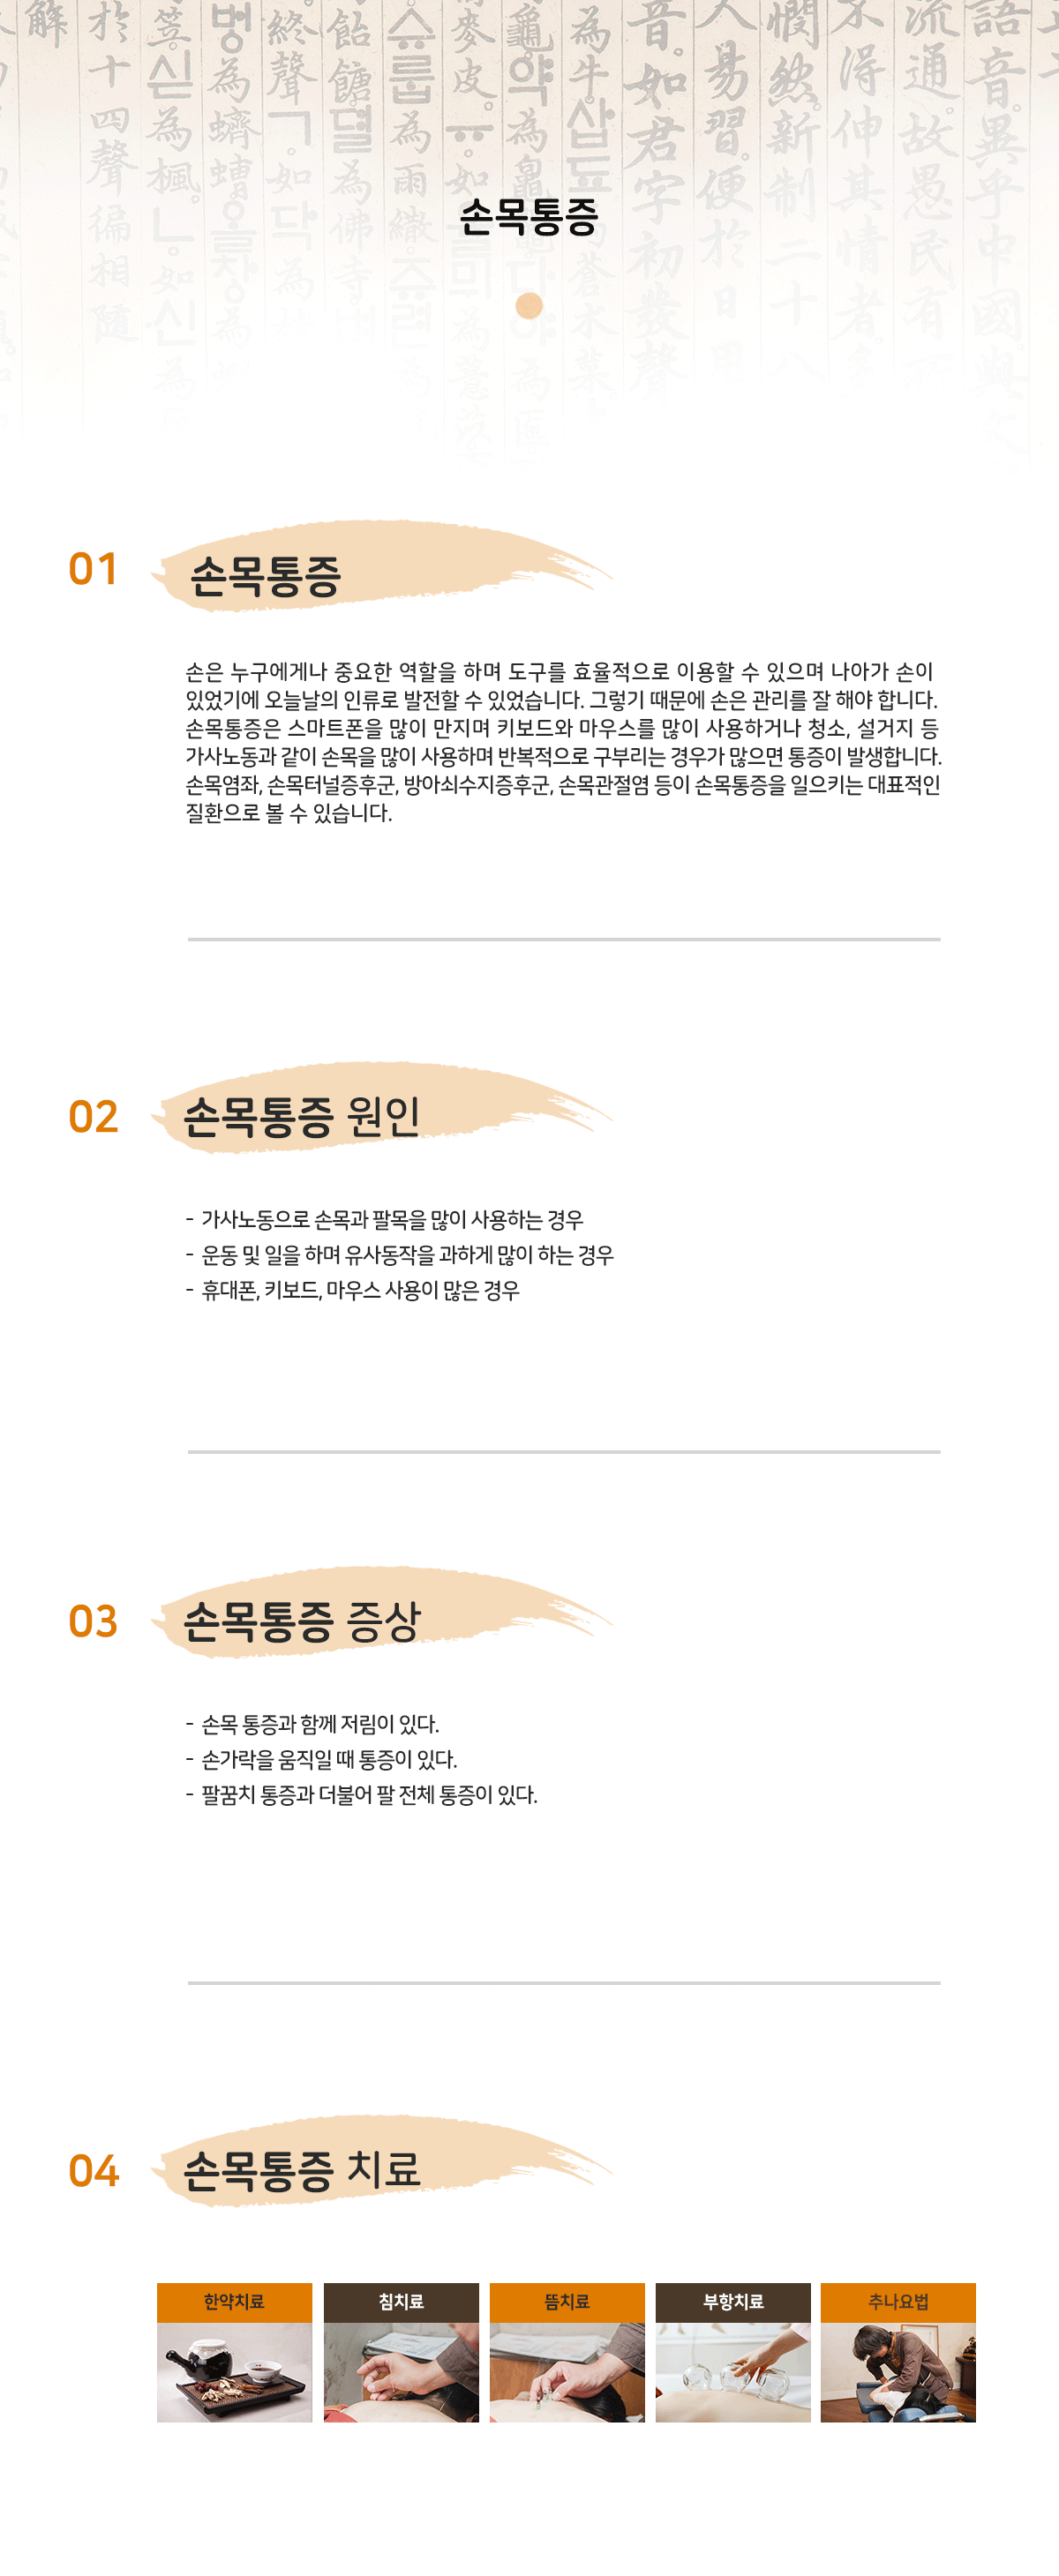 손목통증
01
손목통증
손은 누구에게나 중요한 역할을 하며 도구를 효율적으로 이용할 수 있으며 나아가 손이
있었기에 오늘날의 인류로 발전할 수 있었습니다. 그렇기 때문에 손은 관리를 잘 해야 합니다.
손목통증은 스마트폰을 많이 만지며 키보드와 마우스를 많이 사용하거나 청소, 설거지 등
가사노동과 같이 손목을 많이 사용하며 반복적으로 구부리는 경우가 많으면 통증이 발생합니다.
손목염좌, 손목터널증후군, 방아쇠수지증후군, 손목관절염 등이 손목통증을 일으키는 대표적인
질환으로 볼 수 있습니다.
02
손목통증 원인
- 가사노동으로 손목과 팔목을 많이 사용하는 경우
- 운동 및 일을 하며 유사동작을 과하게 많이 하는 경우
- 휴대폰, 키보드, 마우스 사용이 많은 경우
03
손목통증 증상
- 손목 통증과 함께 저림이 있다.
- 손가락을 움직일 때 통증이 있다.
- 팔꿈치 통증과 더불어 팔 전체 통증이 있다.
04
손목통증 치료
한약치료
침치료
뜸치료
부항치료
추나요법